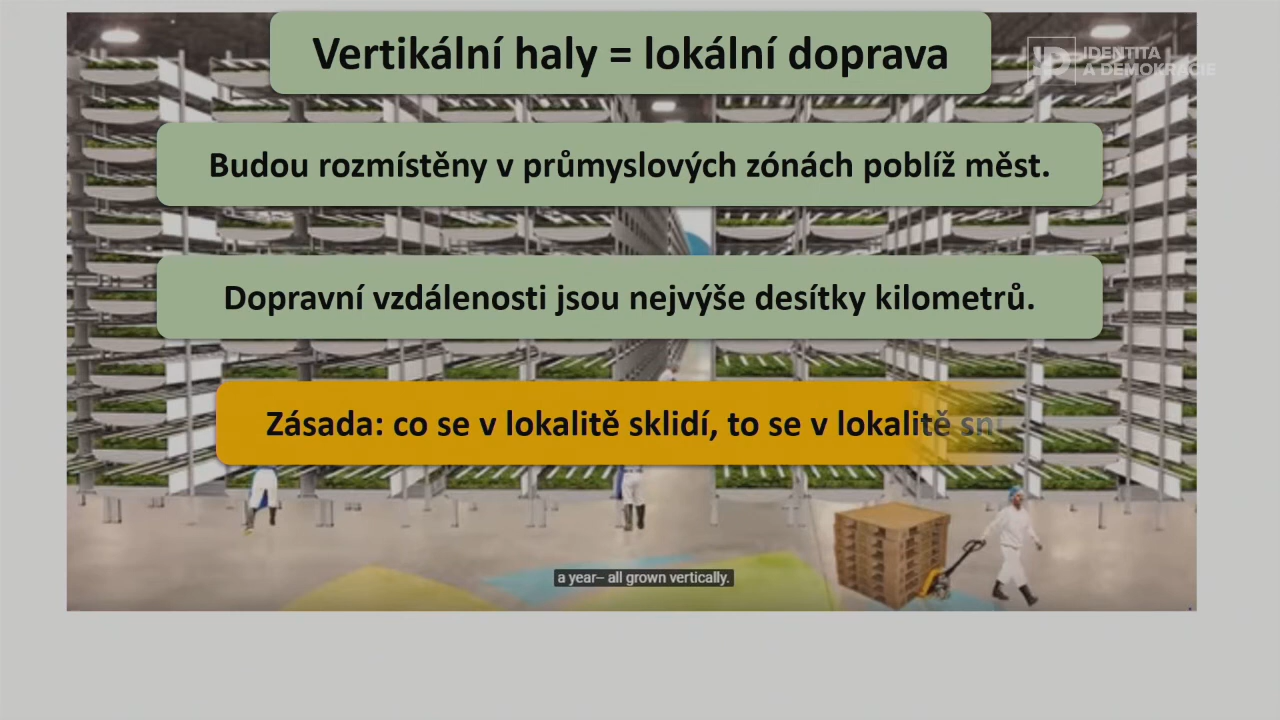 Vertikální haly = lokální doprava
IDENTITA
A DEMOKRACIE
Budou rozmístěny v průmyslových zónách poblíž měst.
Dopravní vzdálenosti jsou nejvýše desítky kilometrů.
Zásada: co se v lokalitě sklidí, to se v lokalitě
a year– all grown vertically.